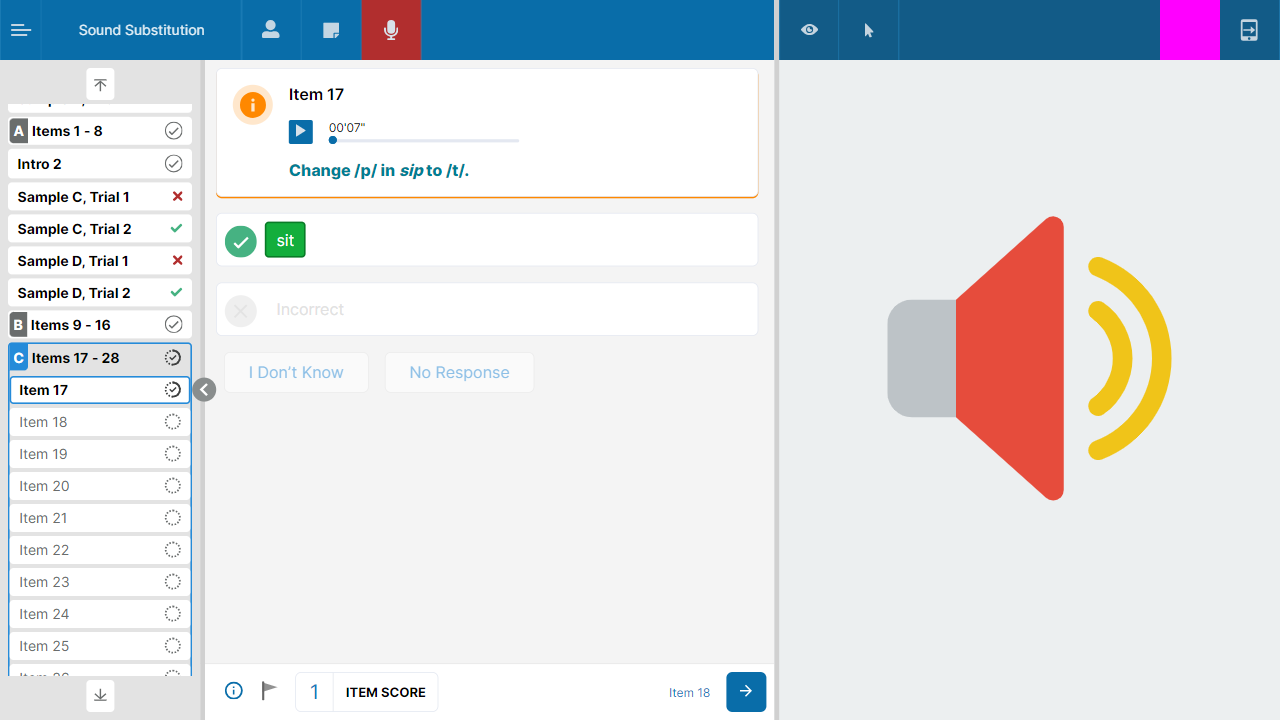 Sound Substitution
A Items 1 - 8
Intro 2
Sample C, Trial 1
Sample C, Trial 2
Sample D, Trial 1
Sample D, Trial 2
B Items 9 - 16
C Items 17 - 28
Item 17
Item 18
Item 19
Item 20
Item 21
Item 22
Item 23
Item 24
Item 25
Item 17
00'07"
Change /p/ in sip to /t/.
sit
Incorrect
I Don't Know
No Response
1 ITEM SCORE
Item 18